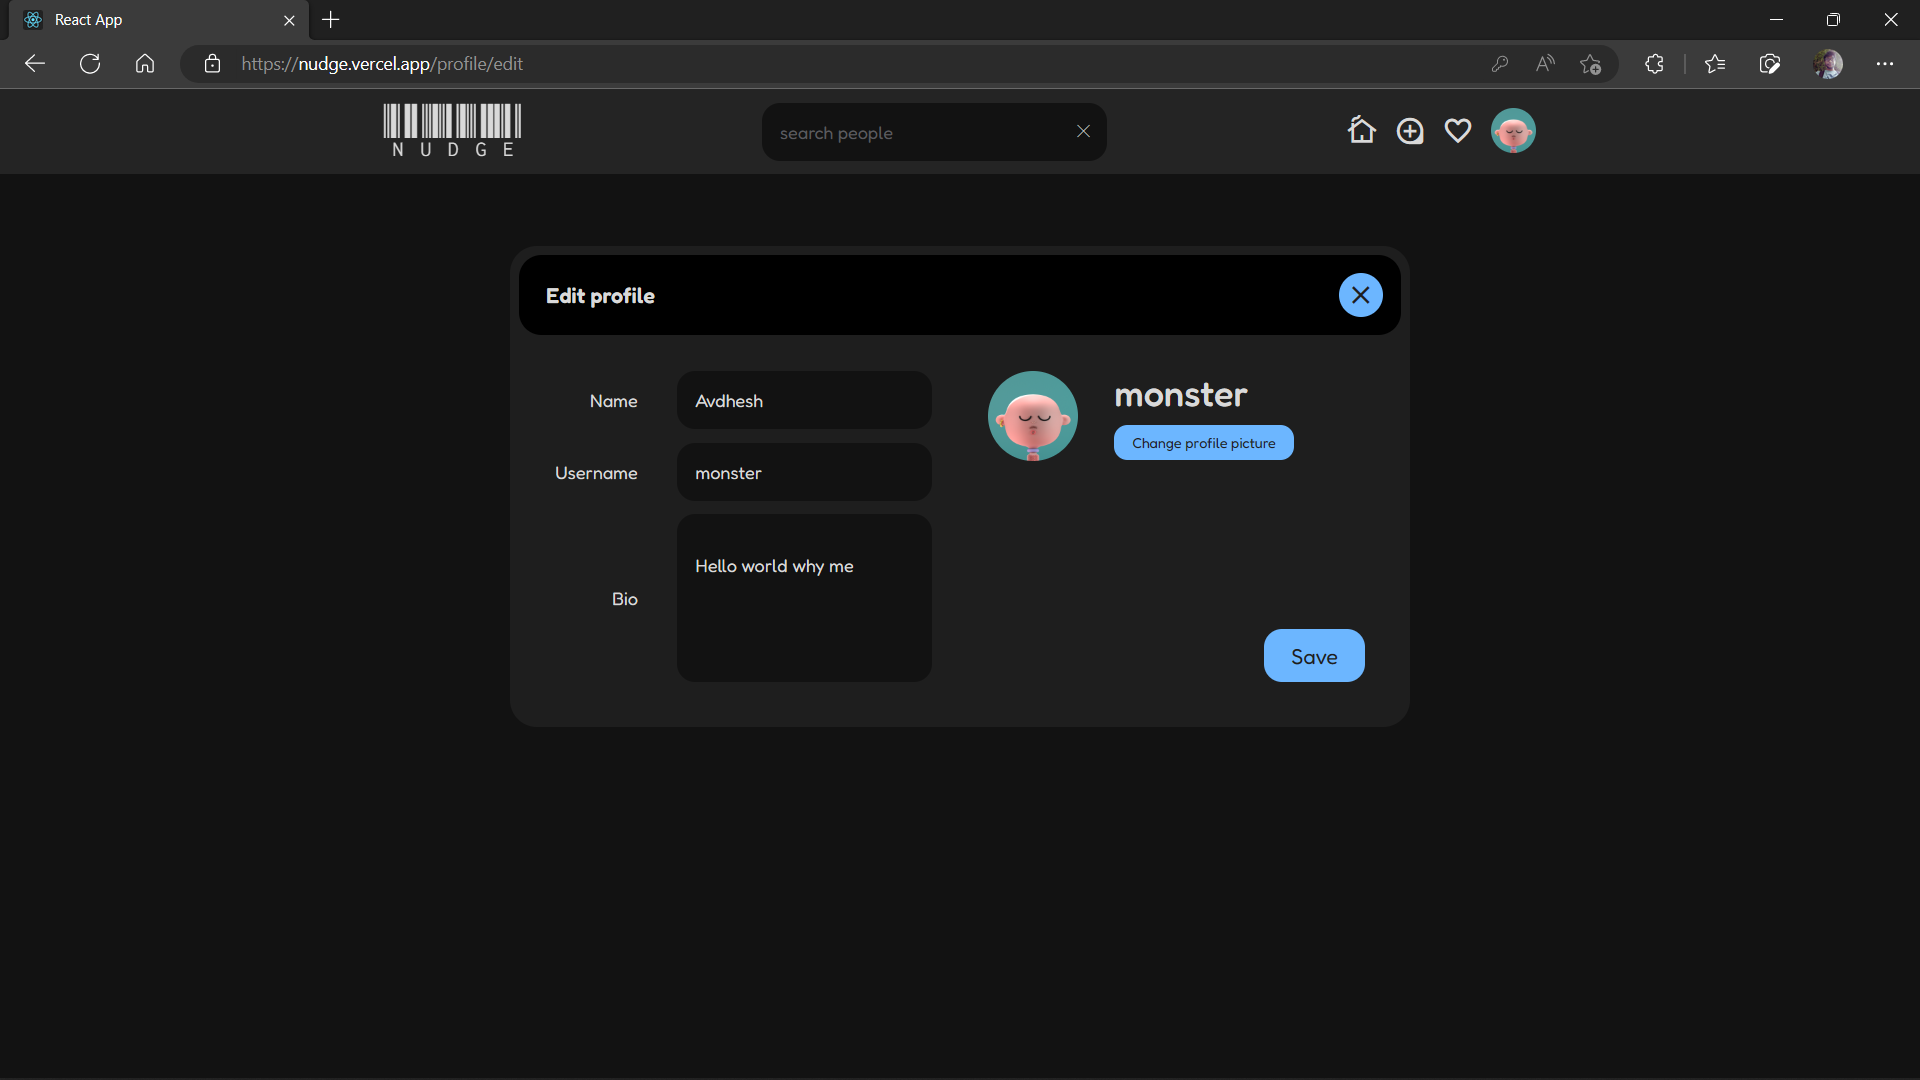 React App
https://nudge.vercel.app/profile/edit
NUDGE
search people
Edit profile
Name
Avdhesh
monster
Change profile picture
Username
monster
Bio
Hello world why me
Save